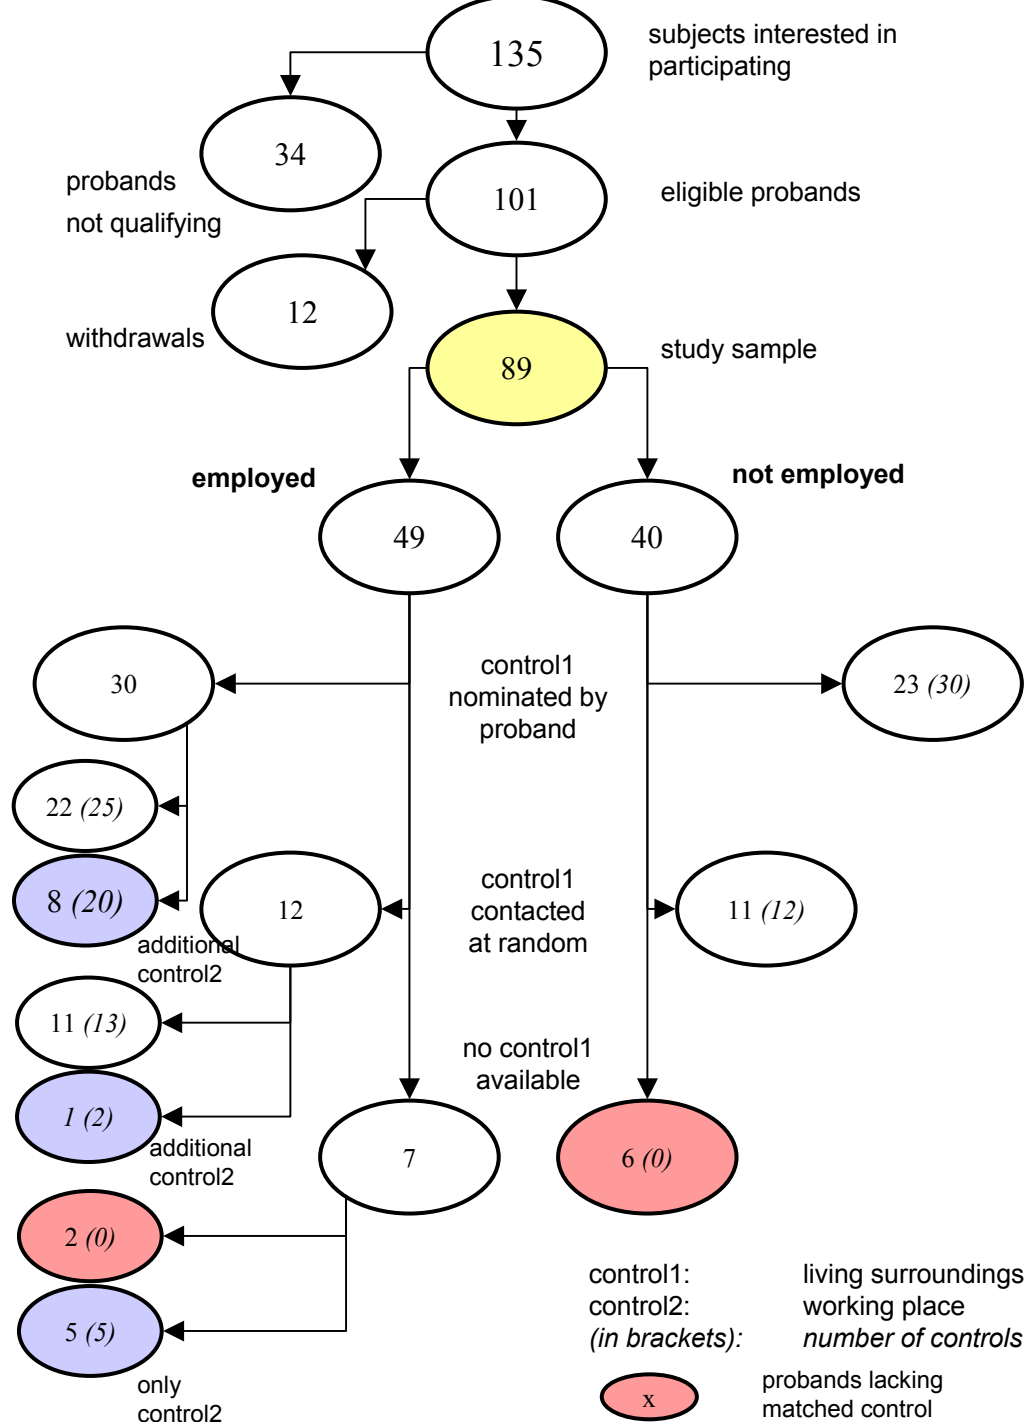 135
subjects interested in
participating
34
probands
not qualifying
101
eligible probands
12
withdrawals
89
study sample
employed
not employed
49
40
30
control1
nominated by
proband
23 (30)
22 (25)
8 (20)
additional
control2
12
control1
contacted
at random
11 (12)
11 (13)
1 (2)
additional
control2
no control1
available
7
6 (0)
2 (0)
5 (5)
only
control2
control1: living surroundings
control2: working place
(in brackets): number of controls
x
probands lacking
matched control